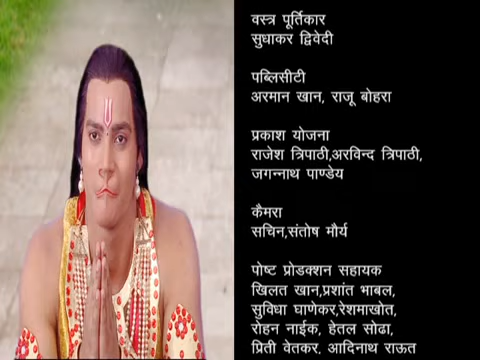 वस्त्र पूर्तिकार
सुधाकर द्विवेदी
पब्लिसीटी
अरमान खान, राजू बोहरा
प्रकाश योजना
राजेश त्रिपाठी,अरविन्द त्रिपाठी,
जगन्नाथ पाण्डेय
कैमरा
सचिन,संतोष मौर्य
पोष्ट प्रोडक्शन सहायक
खिलत खान,प्रशांत भाबल,
सुविधा घाणेकर,रेशमाखोत,
रोहन नाईक, हेतल सोढा,
प्रिती वेतकर, आदिनाथ राऊत